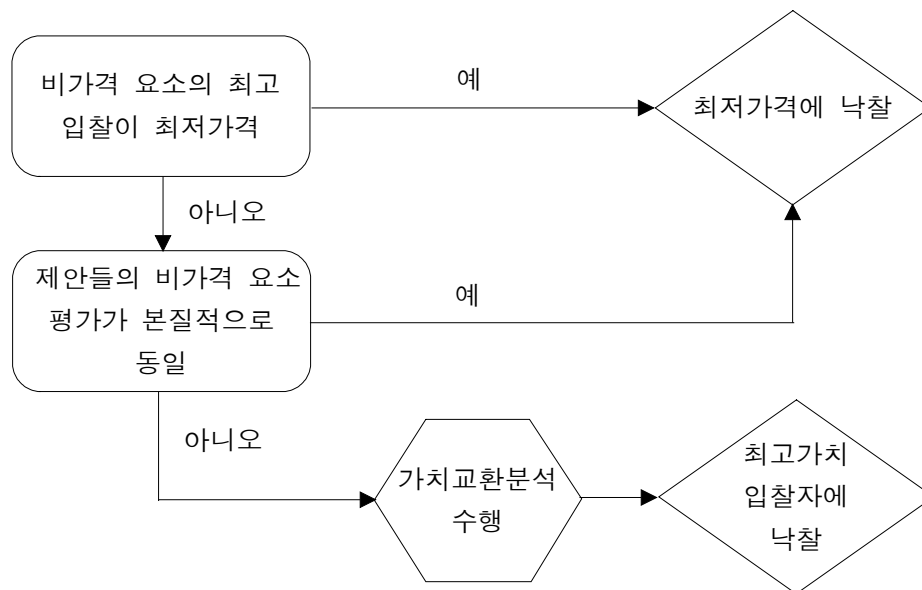 비가격 요소의 최고
입찰이 최저가격
예
최저가격에 낙찰
아니오
제안들의 비가격 요소
평가가 본질적으로
동일
예
아니오
가치교환분석
수행
최고가치
입찰자에
낙찰